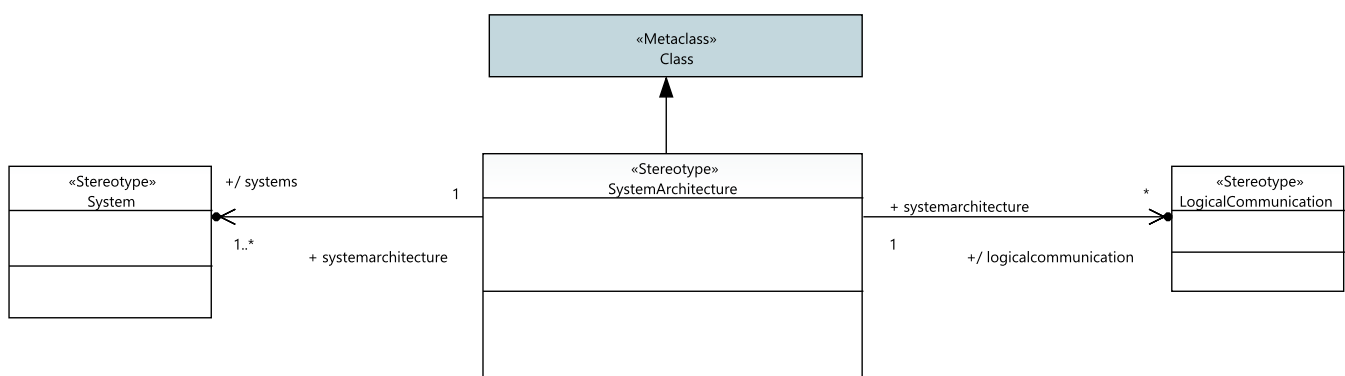 «Metaclass»
Class
«Stereotype»
System
+/ systems
1
1..*
+ systemarchitecture
«Stereotype»
SystemArchitecture
+ systemarchitecture
1
*
+/ logicalcommunication
«Stereotype»
LogicalCommunication